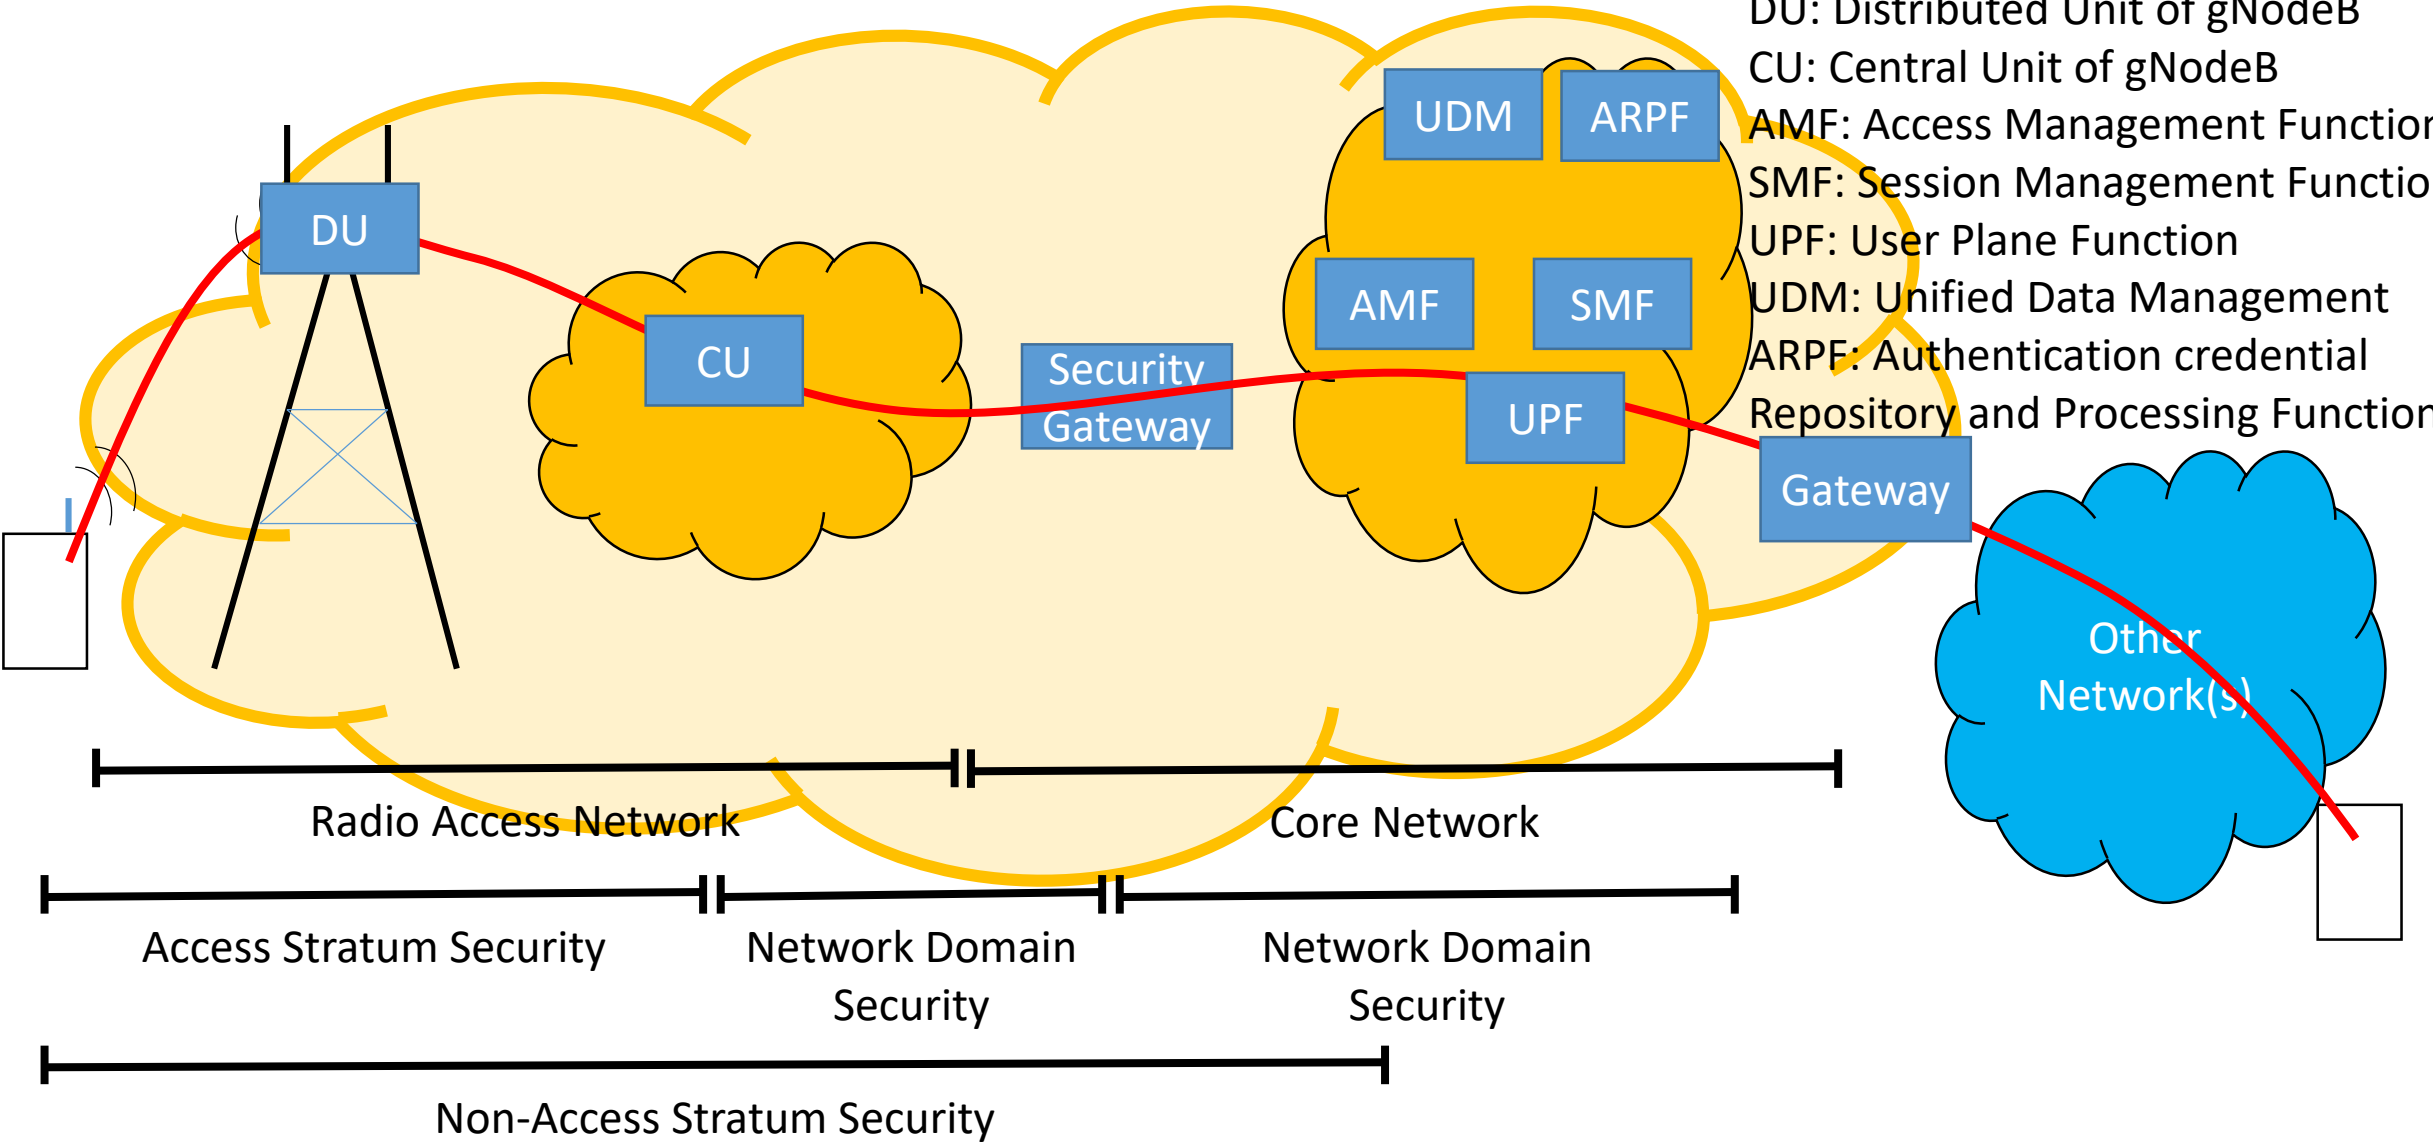 DU: Distributed Unit of gNodeB
CU: Central Unit of gNodeB
AMF: Access Management Function
SMF: Session Management Functio
UPF: User Plane Function
UDM: Unified Data Management
ARPF: Authentication credential
Repository and Processing Function
UDM
ARPF
DU
AMF
SMF
CU
Security
Gateway
UPF
Gateway
Other
Network(s)
Radio Access Network
Core Network
Access Stratum Security
Network Domain
Security
Network Domain
Security
Non-Access Stratum Security